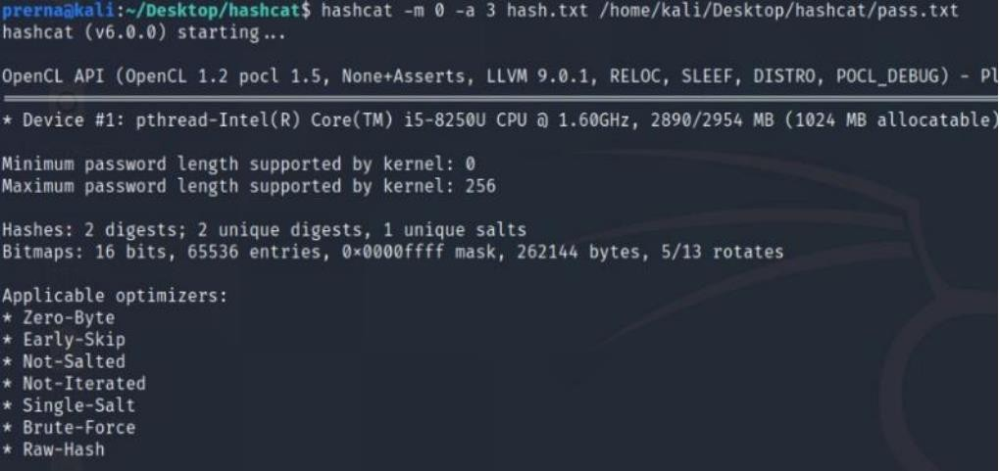 prerna@kali:~/Desktop/hashcat$ hashcat -m 0 -a 3 hash.txt /home/kali/Desktop/hashcat/pass.txt
hashcat (v6.0.0) starting...
OpenCL API (OpenCL 1.2 pocl 1.5, None+Asserts, LLVM 9.0.1, RELOC, SLEEF, DISTRO, POCL_DEBUG) - Pl
* Device #1: pthread-Intel(R) Core(TM) i5-8250U CPU @ 1.60GHz, 2890/2954 MB (1024 MB allocatable)
Minimum password length supported by kernel: 0
Maximum password length supported by kernel: 256
Hashes: 2 digests; 2 unique digests, 1 unique salts
Bitmaps: 16 bits, 65536 entries, 0x0000ffff mask, 262144 bytes, 5/13 rotates
Applicable optimizers:
* Zero-Byte
* Early-Skip
* Not-Salted
* Not-Iterated
* Single-Salt
* Brute-Force
* Raw-Hash